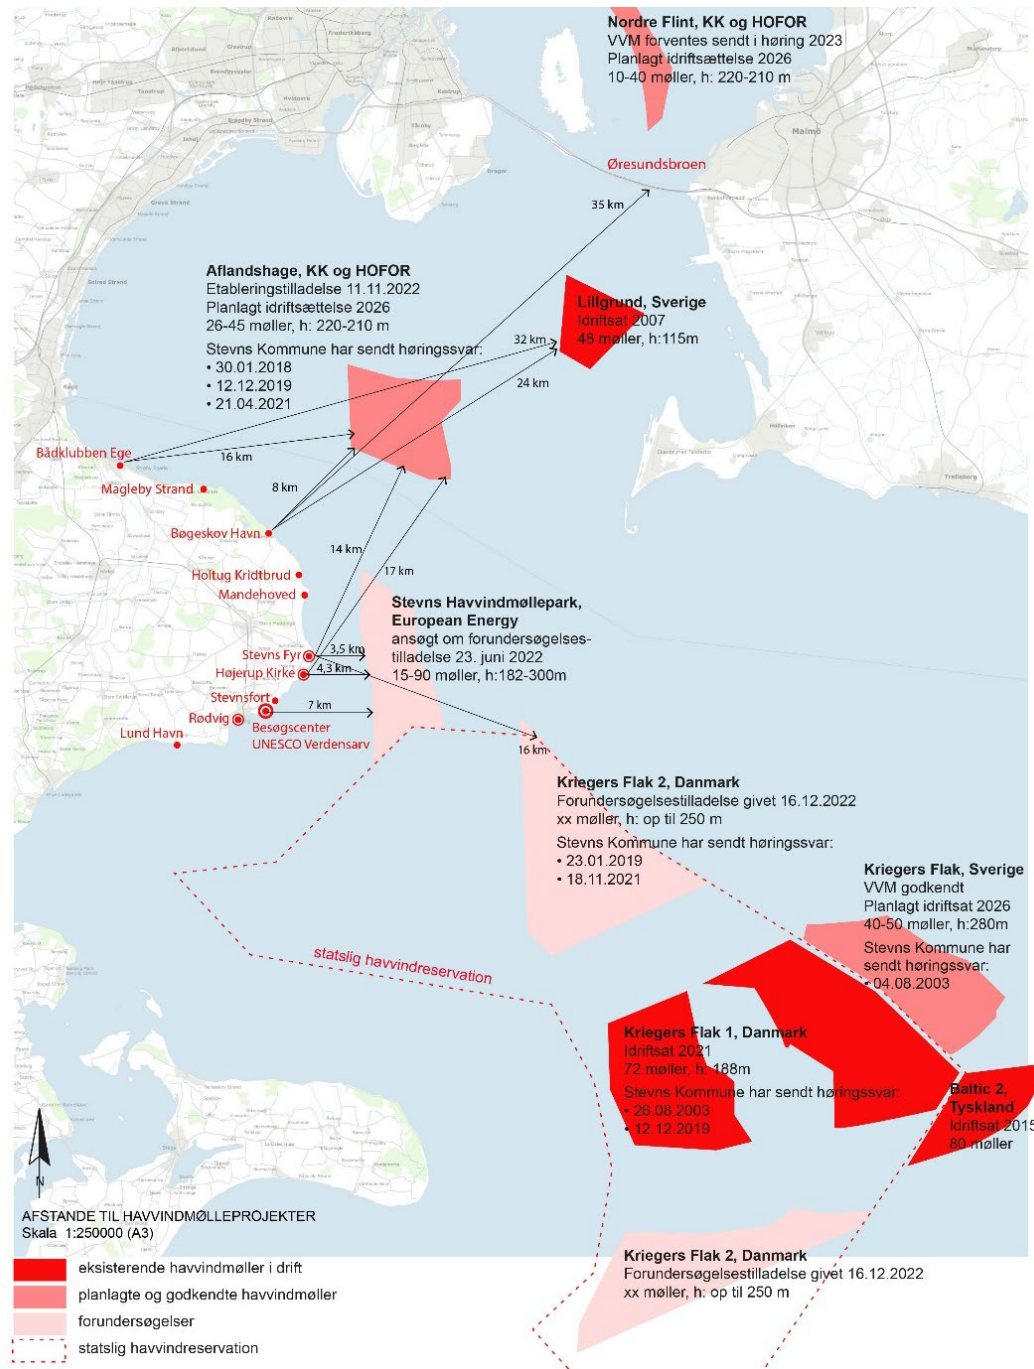 Nordre Flint, KK og HOFOR
VVM forventes sendt i høring 2023
Planlagt idriftsættelse 2026
10-40 møller, h: 220-210 m
Malmö
Øresundsbroen
35 km
Aflandshage, KK og HOFOR
Etableringstilladelse 11.11.2022
Planlagt idriftsættelse 2026
26-45 møller, h: 220-210 m
Stevns Kommune har sendt høringssvar:
• 30.01.2018
• 12.12.2019
• 21.04.2021
Lillgrund, Sverige
Idriftsat 2007
48 møller, h:115m
32 km
24 km
Bådklubben Ege
16 km
Magleby Strand
8 km
Bøgeskov Havn
14 km
17 km
Holtug Kridtbrud
Mandehoved
Stevns Havvindmøllepark,
European Energy
ansøgt om forundersøgelses-
tilladelse 23. juni 2022
15-90 møller, h:182-300m
Stevns Fyr
3,5 km
Højerup Kirke
4,3 km
Stevnsfort
7 km
Rødvig
Lund Havn
Besøgscenter
UNESCO Verdensarv
16 km
Kriegers Flak 2, Danmark
Forundersøgelsestilladelse givet 16.12.2022
xx møller, h: op til 250 m
Stevns Kommune har sendt høringssvar:
• 23.01.2019
• 18.11.2021
Kriegers Flak, Sverige
VVM godkendt
Planlagt idriftsat 2026
40-50 møller, h:280m
Stevns Kommune har
sendt høringssvar:
• 04.08.2003
statslig havvindreservation
Kriegers Flak 1, Danmark
Idriftsat 2021
72 møller, h: 188m
Stevns Kommune har sendt høringssvar:
• 26.08.2003
• 12.12.2019
Baltic 2,
Tyskland
Idriftsat 2015
80 møller
N
AFSTANDE TIL HAVVINDMØLLEPROJEKTER
Skala 1:250000 (A3)
Kriegers Flak 2, Danmark
Forundersøgelsestilladelse givet 16.12.2022
xx møller, h: op til 250 m
eksisterende havvindmøller i drift
planlagte og godkendte havvindmøller
forundersøgelser
statslig havvindreservation